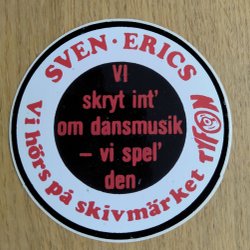 SVEN·ERICS
VI
skryt int'
om dansmusik
– vi spel'
den
Vi hörs på skivmärket TYFON